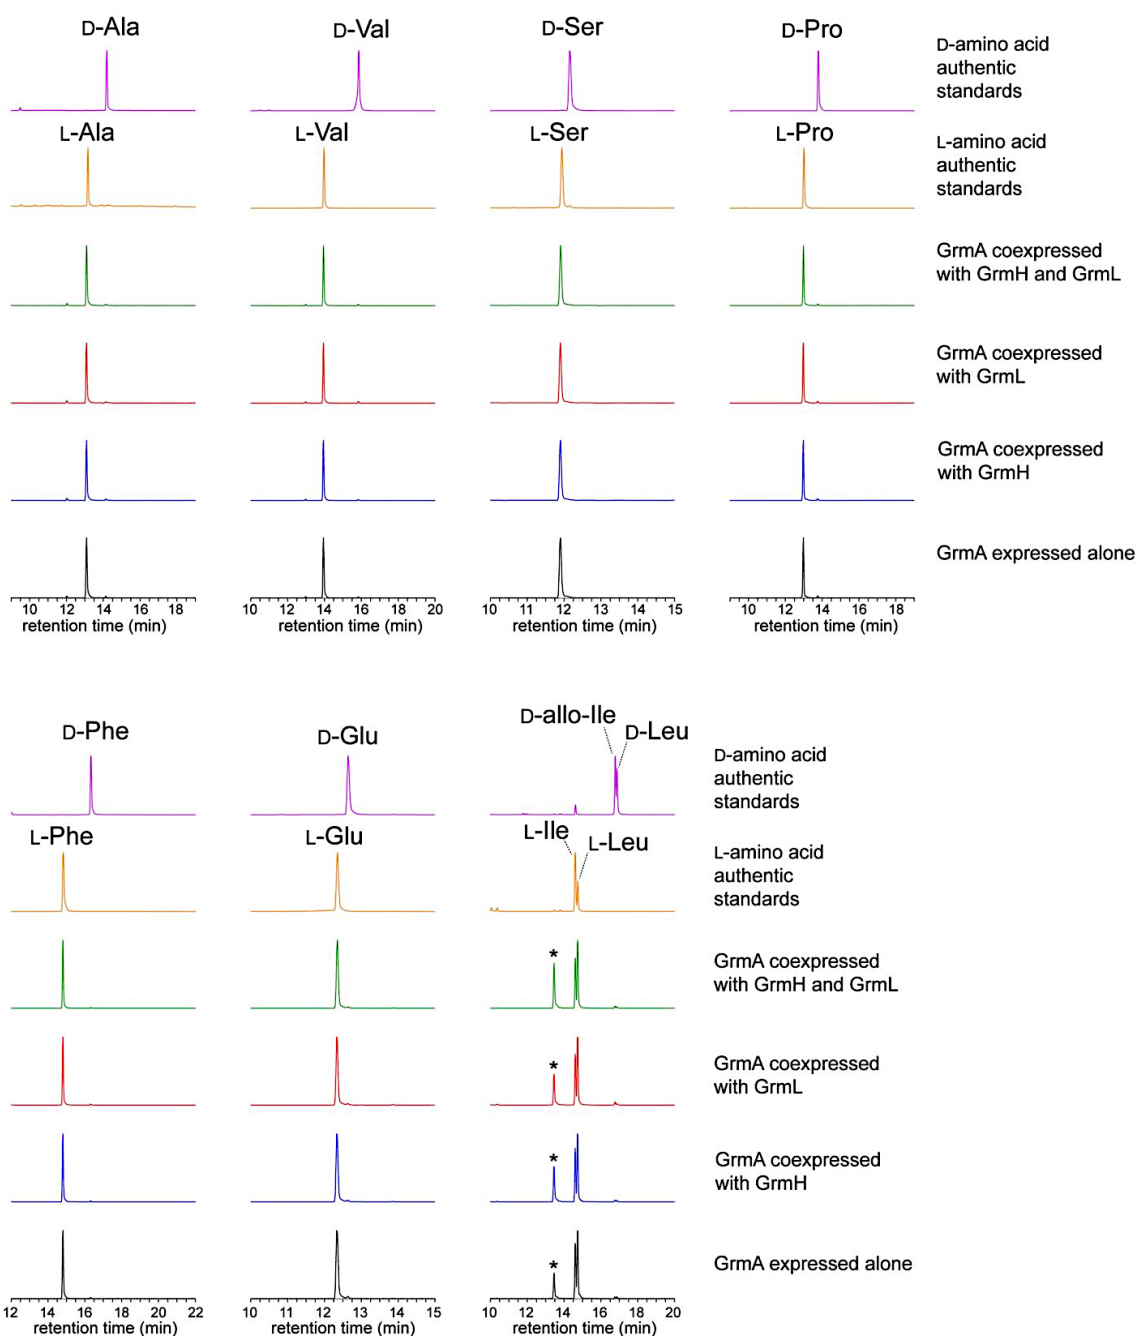 D-Ala D-Val D-Ser D-Pro
D-amino acid
authentic
standards
L-Ala L-Val L-Ser L-Pro
L-amino acid
authentic
standards
GrmA coexpressed
with GrmH and GrmL
GrmA coexpressed
with GrmL
GrmA coexpressed
with GrmH
GrmA expressed alone
10 12 14 16 18 10 12 14 16 18 20 10 11 12 13 14 15 9 11 13 15 17
retention time (min) retention time (min) retention time (min) retention time (min)
D-Phe D-Glu D-allo-Ile
D-Leu
D-amino acid
authentic
standards
L-Phe L-Glu L-Ile
L-Leu
L-amino acid
authentic
standards
*
GrmA coexpressed
with GrmH and GrmL
*
GrmA coexpressed
with GrmL
*
GrmA coexpressed
with GrmH
*
GrmA expressed alone
12 14 16 18 20 22 10 11 12 13 14 15 10 12 14 16 18 20
retention time (min) retention time (min) retention time (min)